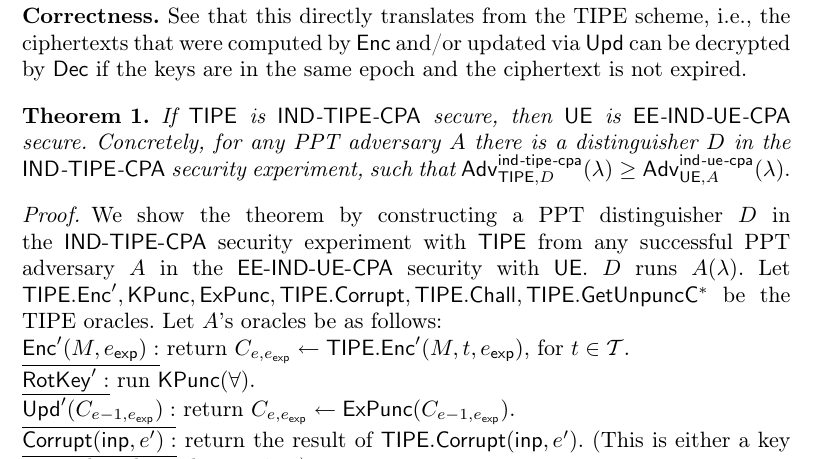 Correctness. See that this directly translates from the TIPE scheme, i.e., the
ciphertexts that were computed by Enc and/or updated via Upd can be decrypted
by Dec if the keys are in the same epoch and the ciphertext is not expired.
Theorem 1. If TIPE is IND-TIPE-CPA secure, then UE is EE-IND-UE-CPA
secure. Concretely, for any PPT adversary A there is a distinguisher D in the
IND-TIPE-CPA security experiment, such that Adv^{ind-tipe-cpa}_{TIPE,D}(λ) ≥ Adv^{ind-ue-cpa}_{UE,A}(λ).
Proof. We show the theorem by constructing a PPT distinguisher D in
the IND-TIPE-CPA security experiment with TIPE from any successful PPT
adversary A in the EE-IND-UE-CPA security with UE. D runs A(λ). Let
TIPE.Enc′, KPunc, ExPunc, TIPE.Corrupt, TIPE.Chall, TIPE.GetUnpuncC* be the
TIPE oracles. Let A's oracles be as follows:
Enc′(M, e_exp) : return C_{e,e_exp} ← TIPE.Enc′(M, t, e_exp), for t ∈ 𝒯.
RotKey′ : run KPunc(∀).
Upd′(C_{e−1,e_exp}) : return C_{e,e_exp} ← ExPunc(C_{e−1,e_exp}).
Corrupt(inp, e′) : return the result of TIPE.Corrupt(inp, e′). (This is either a key